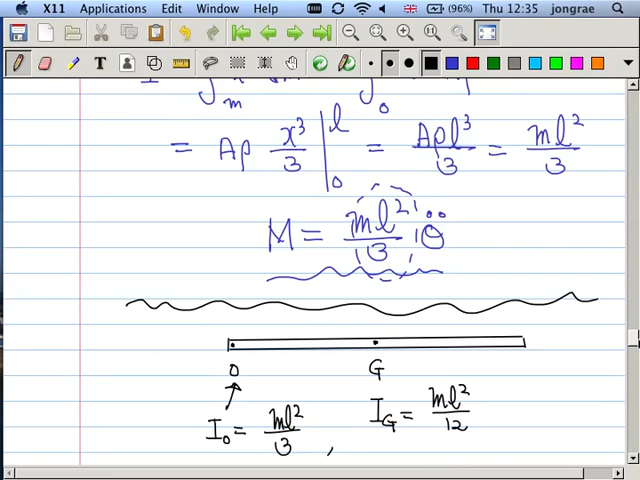 X11 Applications Edit Window Help (96%) Thu 12:35 jongrae
m o
= Aρ x³/3 |₀ˡ = Aρl³/3 = ml²/3
M = ml²/3 θ̈
O G
I₀ = ml²/3 , I_G = ml²/12